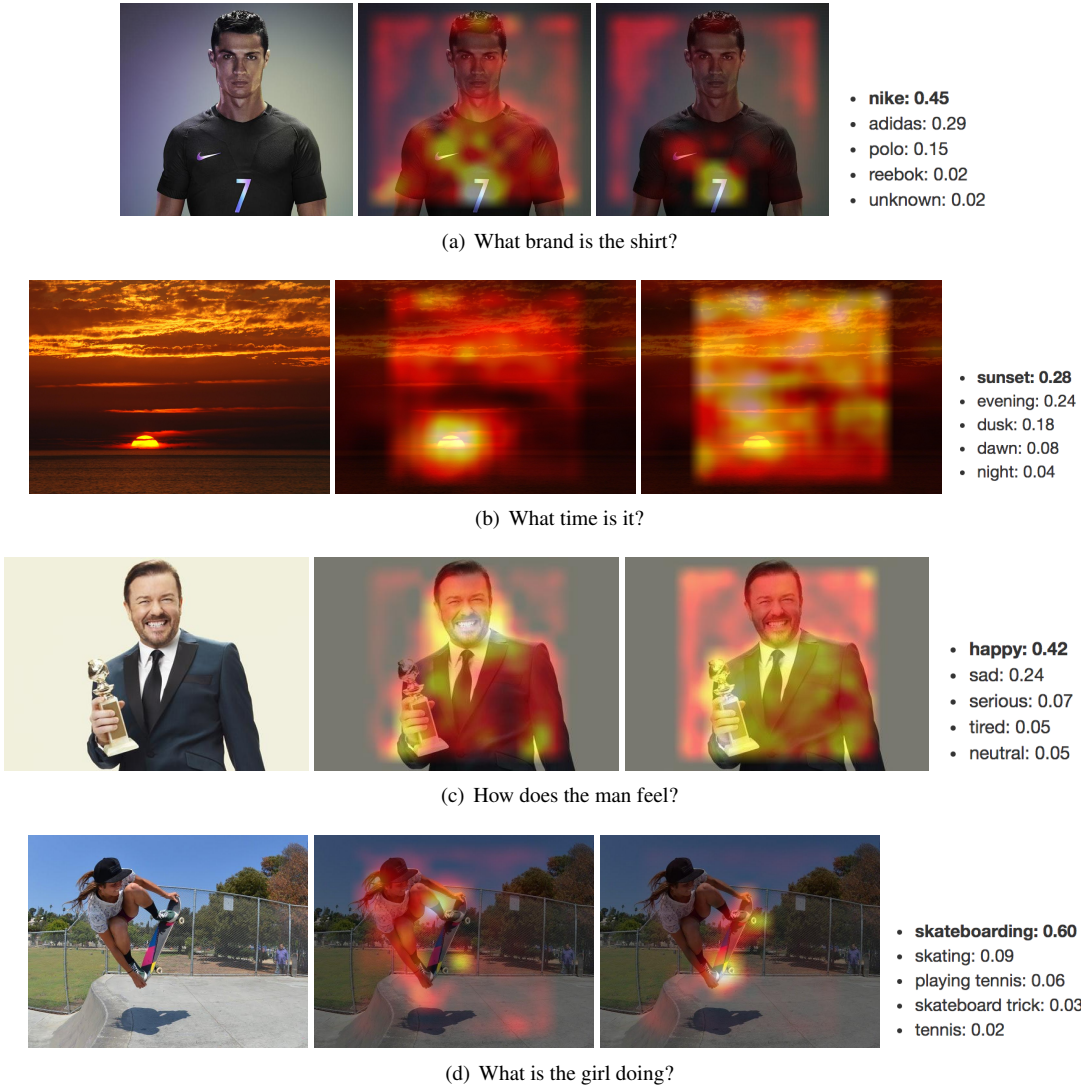 7
7
7
• nike: 0.45
• adidas: 0.29
• polo: 0.15
• reebok: 0.02
• unknown: 0.02
(a) What brand is the shirt?
• sunset: 0.28
• evening: 0.24
• dusk: 0.18
• dawn: 0.08
• night: 0.04
(b) What time is it?
• happy: 0.42
• sad: 0.24
• serious: 0.07
• tired: 0.05
• neutral: 0.05
(c) How does the man feel?
• skateboarding: 0.60
• skating: 0.09
• playing tennis: 0.06
• skateboard trick: 0.03
• tennis: 0.02
(d) What is the girl doing?